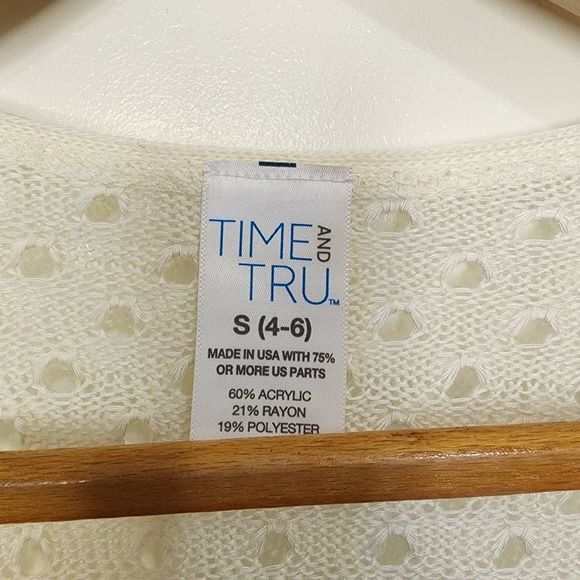 TIME AND
TRU™
S (4-6)
MADE IN USA WITH 75%
OR MORE US PARTS
60% ACRYLIC
21% RAYON
19% POLYESTER